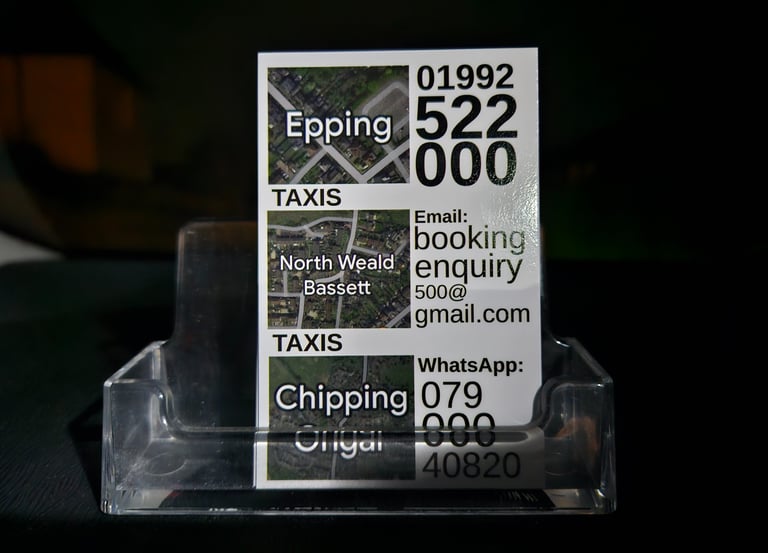 Epping
TAXIS
North Weald
Bassett
TAXIS
Chipping
Ongar
01992
522
000
Email:
booking
enquiry
500@
gmail.com
WhatsApp:
079
000
40820